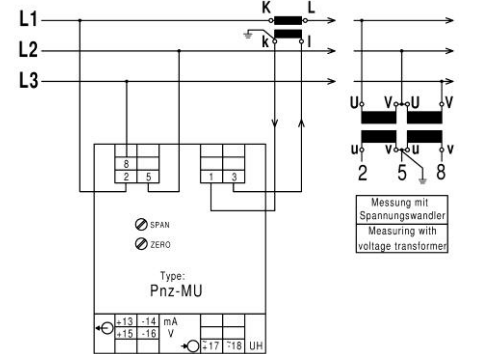 K L
L1
L2
k l
L3
U V U V
u v u v
2 5 8
8
2 5
1 3
SPAN
ZERO
Type:
Pnz-MU
Messung mit
Spannungswandler
Measuring with
voltage transformer
+13 -14 mA
+15 -16 V
~+17 ~-18 UH